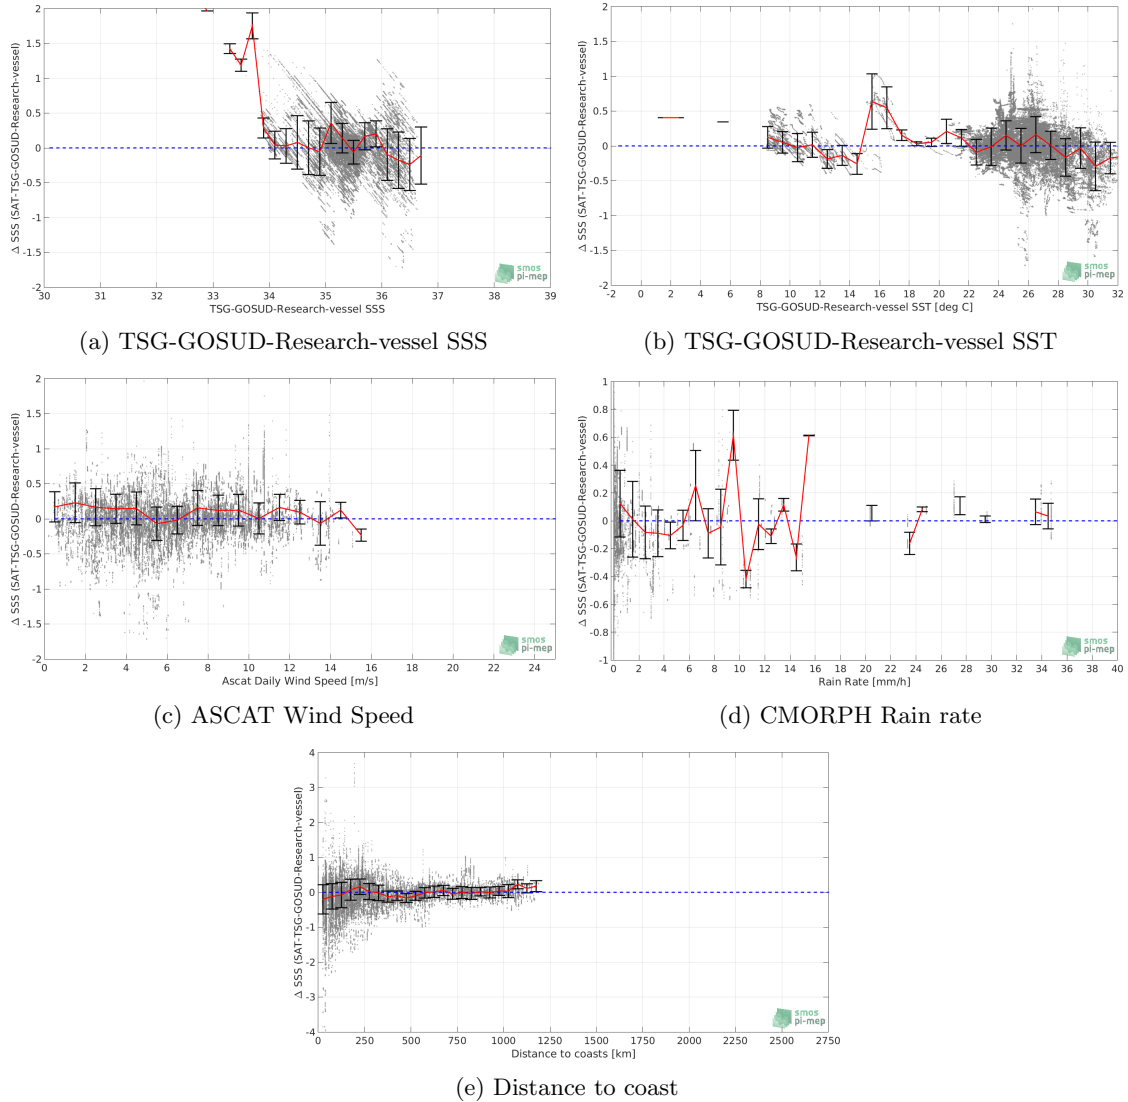 Δ SSS (SAT-TSG-GOSUD-Research-vessel)
2
1.5
1
0.5
0
-0.5
-1
-1.5
-2
30 31 32 33 34 35 36 37 38 39
TSG-GOSUD-Research-vessel SSS
smos
pi-mep
(a) TSG-GOSUD-Research-vessel SSS
Δ SSS (SAT-TSG-GOSUD-Research-vessel)
2
1.5
1
0.5
0
-0.5
-1
-1.5
-2
-2 0 2 4 6 8 10 12 14 16 18 20 22 24 26 28 30 32
TSG-GOSUD-Research-vessel SST [deg C]
smos
pi-mep
(b) TSG-GOSUD-Research-vessel SST
Δ SSS (SAT-TSG-GOSUD-Research-vessel)
2
1.5
1
0.5
0
-0.5
-1
-1.5
-2
0 2 4 6 8 10 12 14 16 18 20 22 24
Ascat Daily Wind Speed [m/s]
smos
pi-mep
(c) ASCAT Wind Speed
Δ SSS (SAT-TSG-GOSUD-Research-vessel)
1
0.8
0.6
0.4
0.2
0
-0.2
-0.4
-0.6
-0.8
-1
0 2 4 6 8 10 12 14 16 18 20 22 24 26 28 30 32 34 36 38 40
Rain Rate [mm/h]
smos
pi-mep
(d) CMORPH Rain rate
Δ SSS (SAT-TSG-GOSUD-Research-vessel)
4
3
2
1
0
-1
-2
-3
-4
0 250 500 750 1000 1250 1500 1750 2000 2250 2500 2750
Distance to coasts [km]
smos
pi-mep
(e) Distance to coast